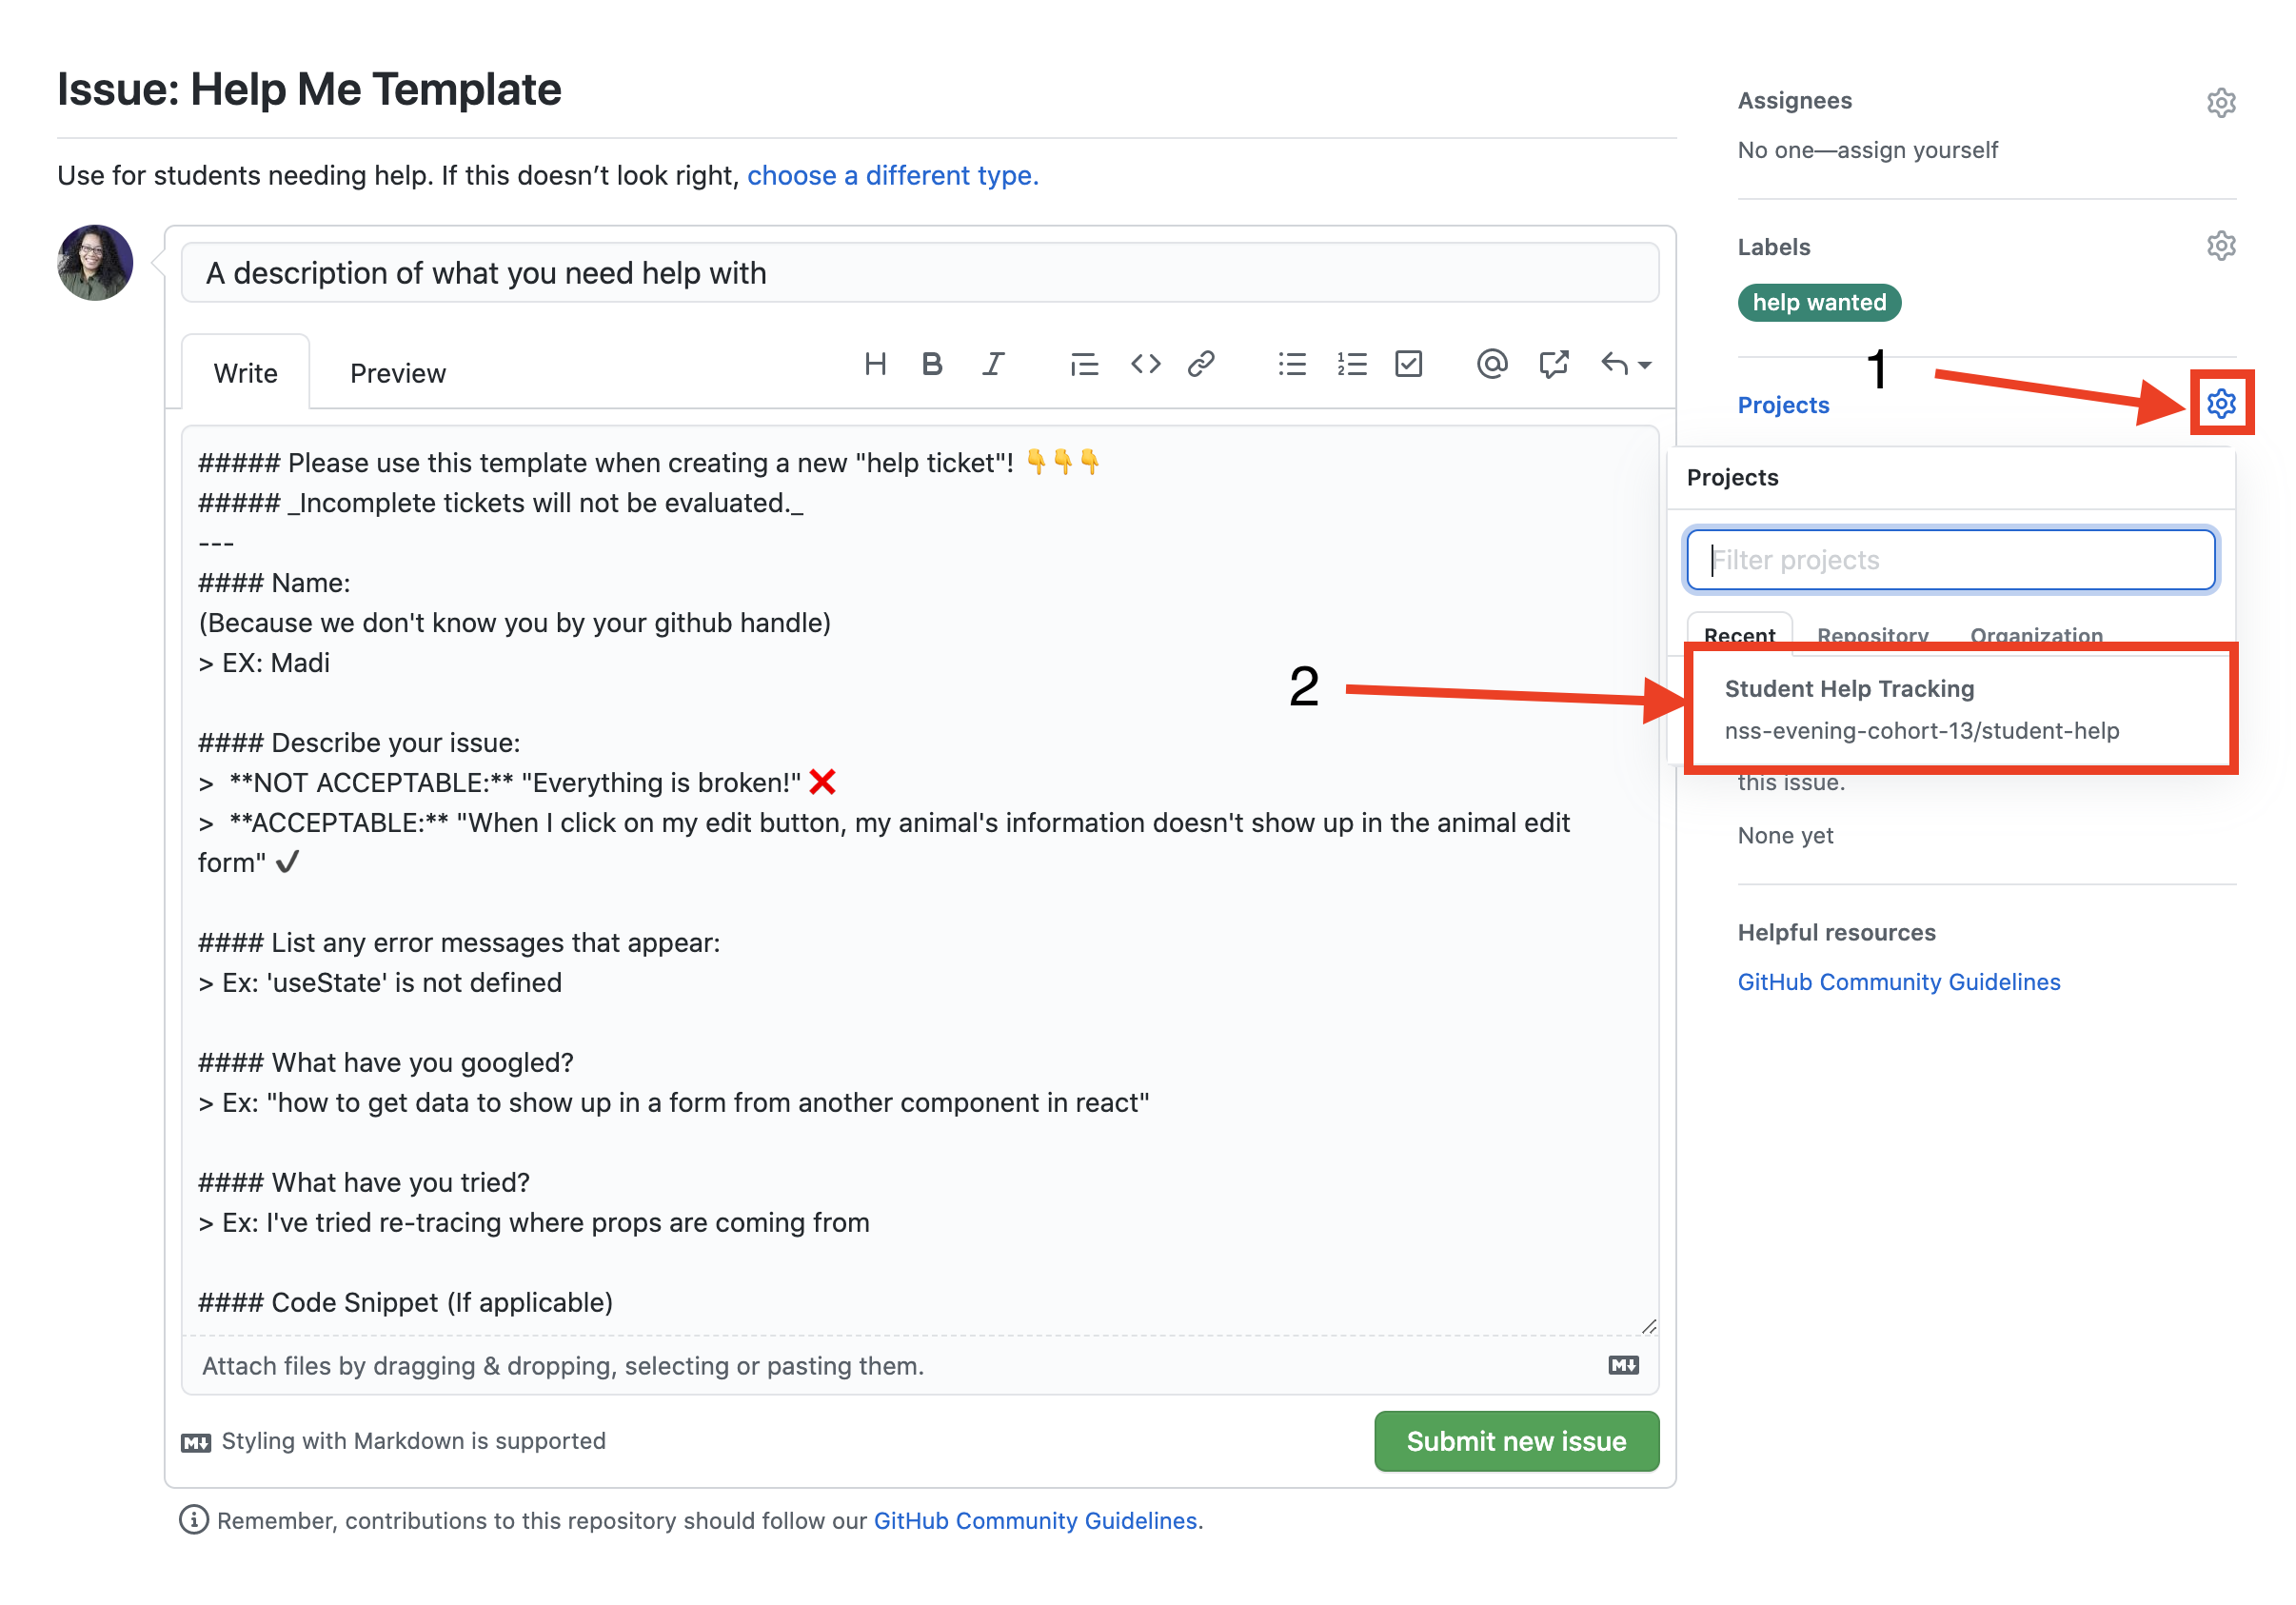 Issue: Help Me Template
Use for students needing help. If this doesn’t look right, choose a different type.
A description of what you need help with
Write
Preview
##### Please use this template when creating a new "help ticket"! 👇👇👇
##### _Incomplete tickets will not be evaluated._
---
#### Name:
(Because we don't know you by your github handle)
> EX: Madi
#### Describe your issue:
>  **NOT ACCEPTABLE:** "Everything is broken!" ❌
>  **ACCEPTABLE:** "When I click on my edit button, my animal's information doesn't show up in the animal edit
form" ✔
#### List any error messages that appear:
> Ex: 'useState' is not defined
#### What have you googled?
> Ex: "how to get data to show up in a form from another component in react"
#### What have you tried?
> Ex: I've tried re-tracing where props are coming from
#### Code Snippet (If applicable)
Attach files by dragging & dropping, selecting or pasting them.
Styling with Markdown is supported
Submit new issue
Remember, contributions to this repository should follow our GitHub Community Guidelines.
Assignees
No one—assign yourself
Labels
help wanted
1
Projects
Projects
Filter projects
Recent
Repository
Organization
2
Student Help Tracking
nss-evening-cohort-13/student-help
this issue.
None yet
Helpful resources
GitHub Community Guidelines